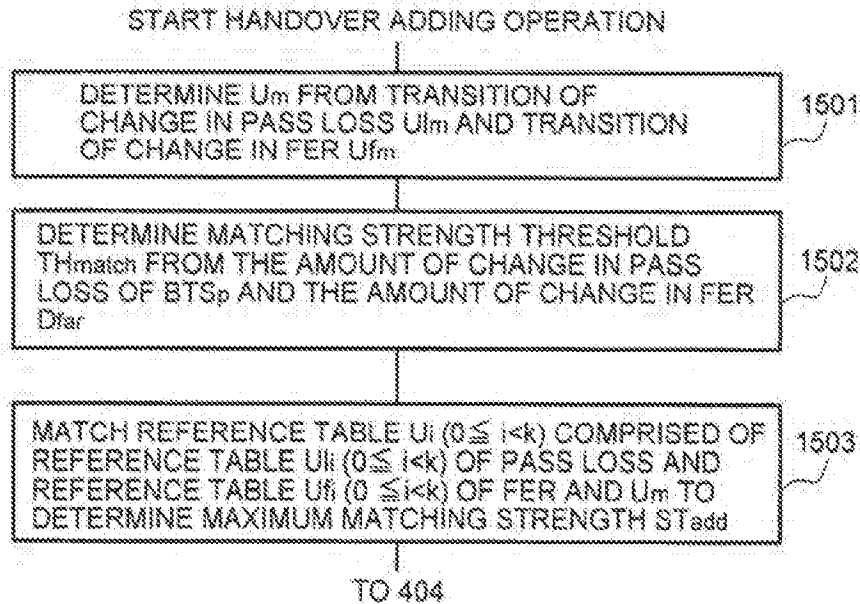 START HANDOVER ADDING OPERATION
DETERMINE Um FROM TRANSITION OF
CHANGE IN PASS LOSS Ulm AND TRANSITION
OF CHANGE IN FER Ufm
1501
DETERMINE MATCHING STRENGTH THRESHOLD
THmatch FROM THE AMOUNT OF CHANGE IN PASS
LOSS OF BTSp AND THE AMOUNT OF CHANGE IN FER
Dfar
1502
MATCH REFERENCE TABLE Ui (0≦ i<k) COMPRISED OF
REFERENCE TABLE Uli (0≦ i<k) OF PASS LOSS AND
REFERENCE TABLE Ufi (0 ≦i<k) OF FER AND Um TO
DETERMINE MAXIMUM MATCHING STRENGTH STadd
1503
TO 404